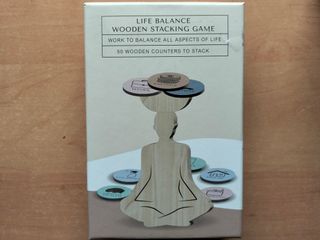 LIFE BALANCE
WOODEN STACKING GAME
WORK TO BALANCE ALL ASPECTS OF LIFE
50 WOODEN COUNTERS TO STACK